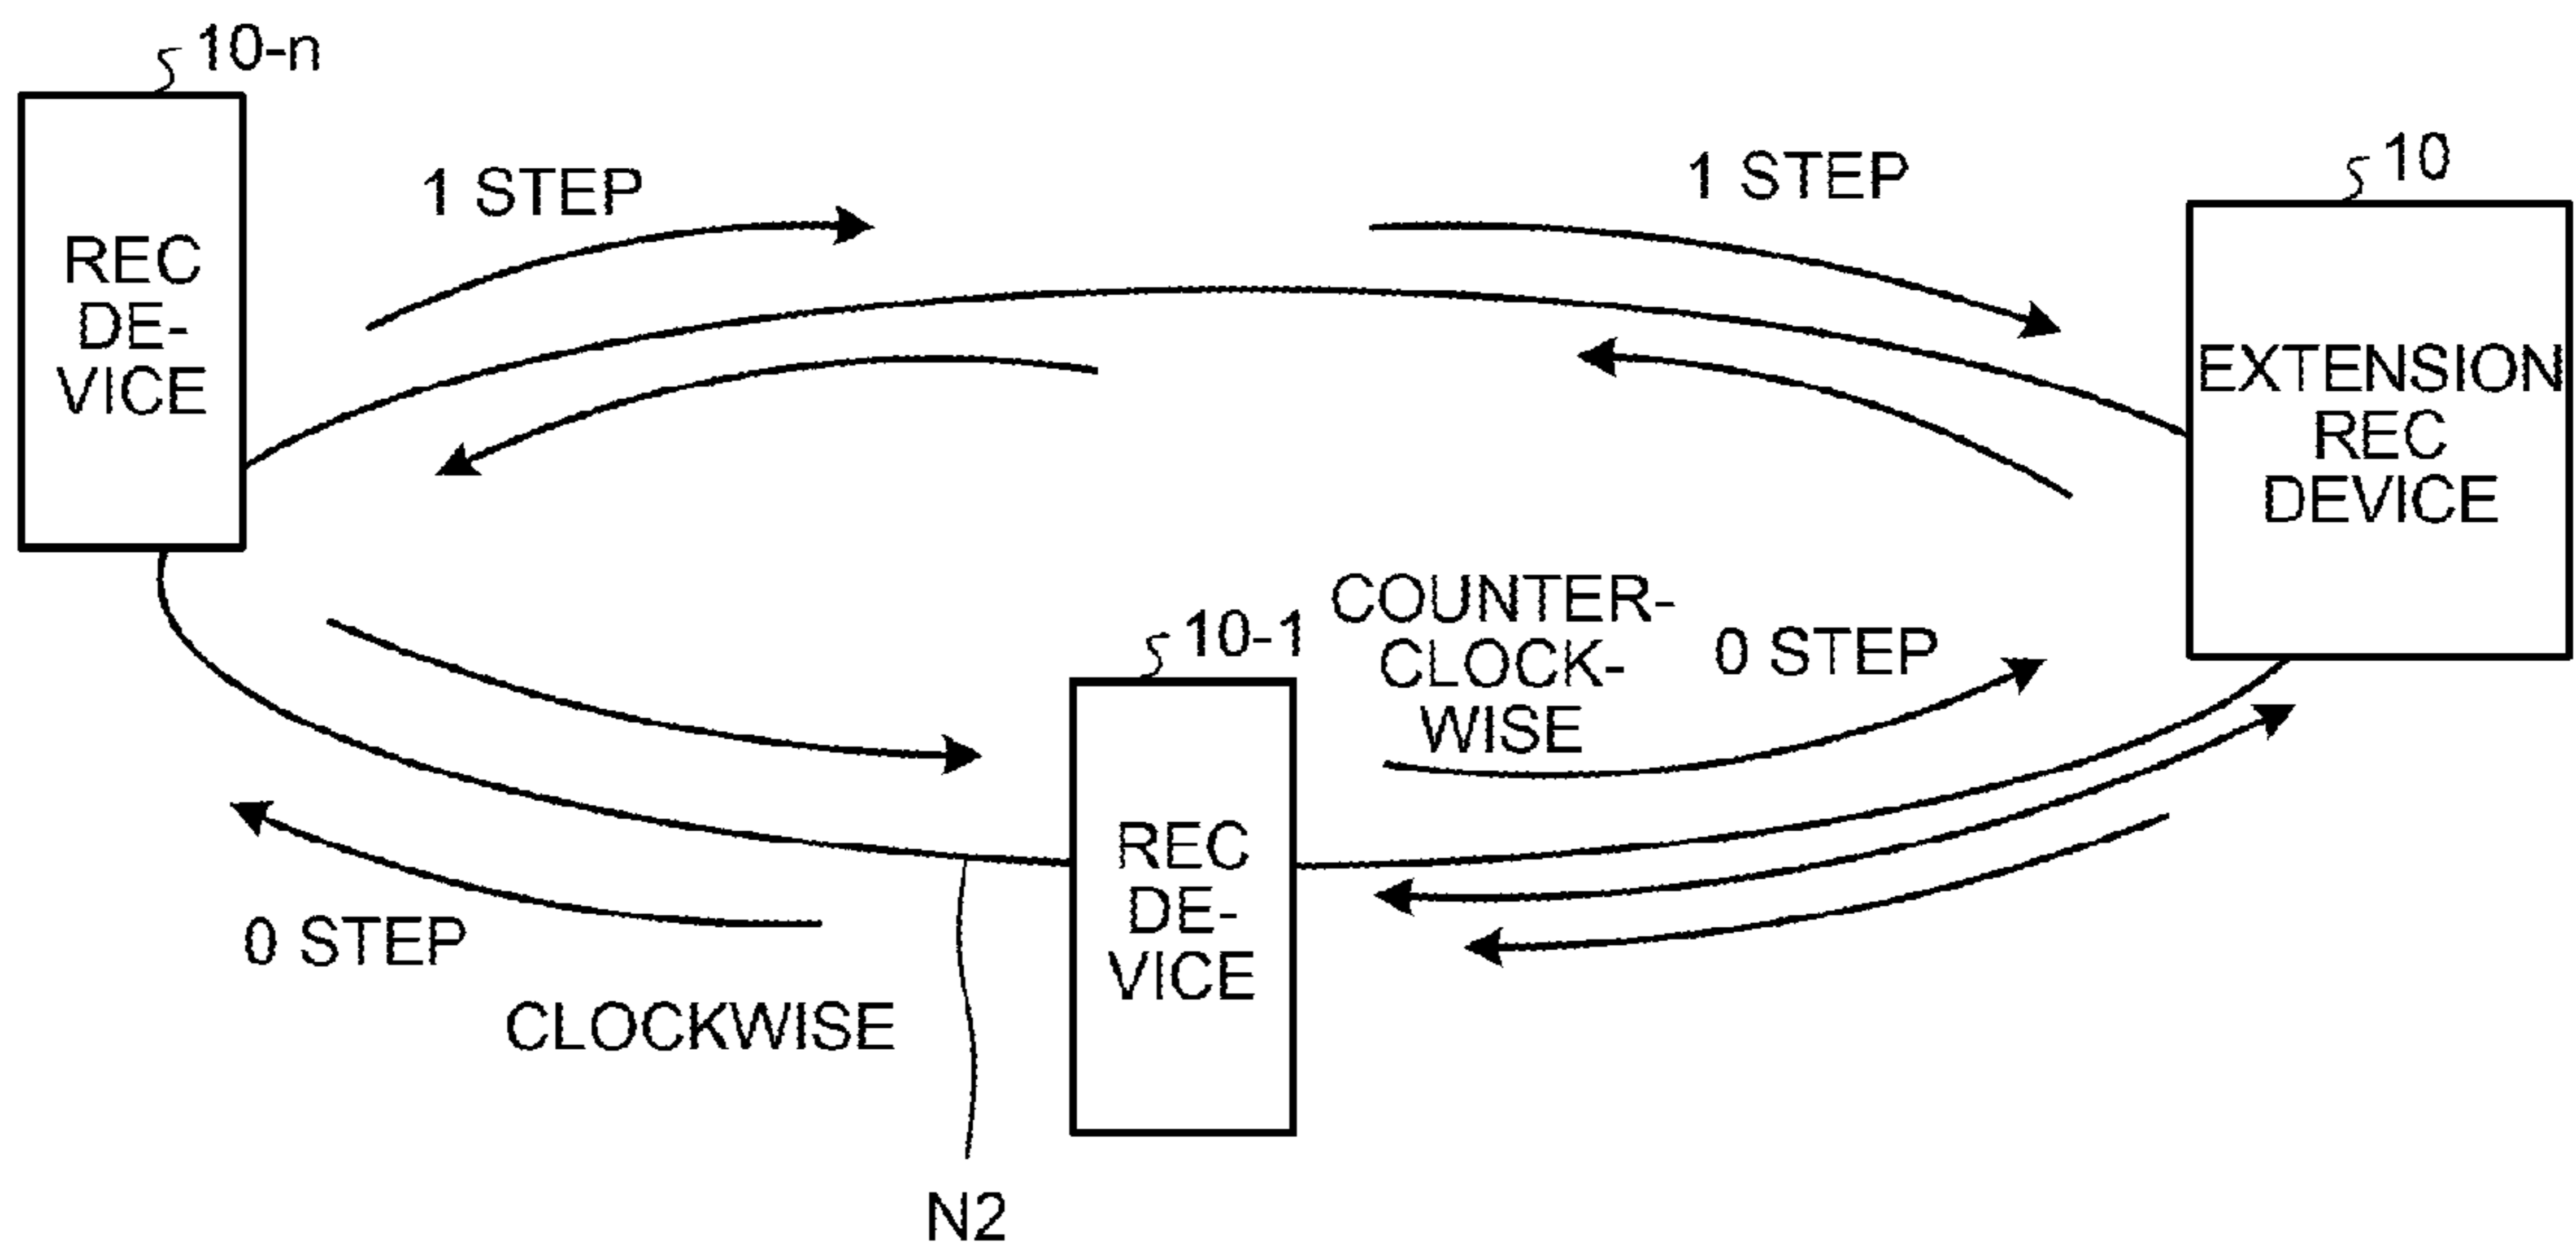 10-n
REC
DE-
VICE
1 STEP
1 STEP
10
EXTENSION
REC
DEVICE
10-1
COUNTER-
CLOCK-
WISE
0 STEP
REC
DE-
VICE
0 STEP
CLOCKWISE
N2